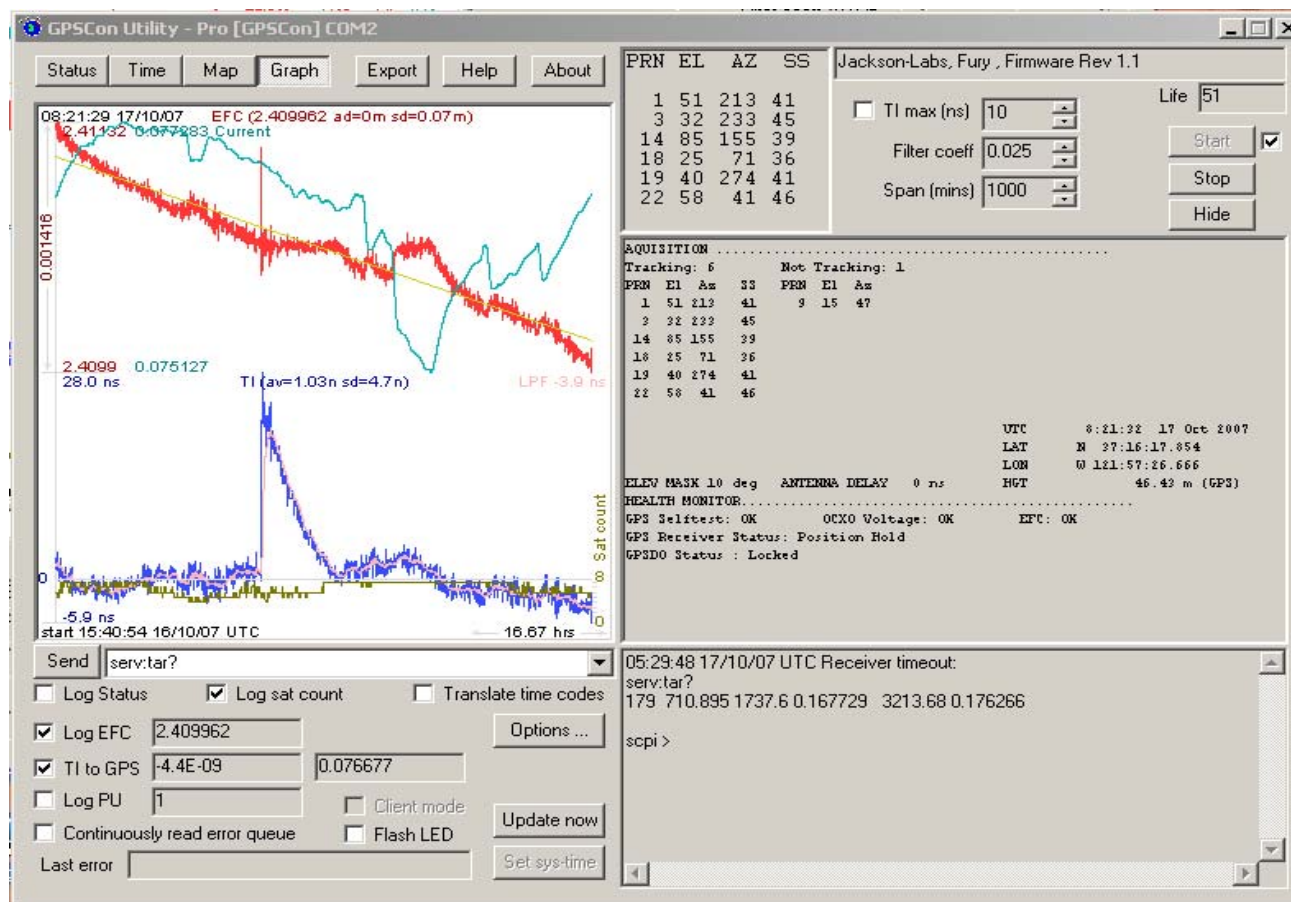 GPSCon Utility - Pro [GPSCon] COM2
Status Time Map Graph Export Help About
08:21:29 17/10/07 EFC (2.409962 ad=0m sd=0.07m)
2.41132 0.077283 Current
0.001416
2.4099 0.075127
28.0 ns TI (av=1.03n sd=4.7n) LPF -3.9 ns
0
8
Sat count
0
-5.9 ns
start 15:40:54 16/10/07 UTC 16.67 hrs
PRN EL AZ SS
1 51 213 41
3 32 233 45
14 85 155 39
18 25 71 36
19 40 274 41
22 58 41 46
Jackson-Labs, Fury , Firmware Rev 1.1
Life 51
TI max (ns) 10
Filter coeff 0.025
Span (mins) 1000
Start
Stop
Hide
AQUISITION ................................................
Tracking: 6 Not Tracking: 1
PRN El Az SS PRN El Az
1 51 213 41 9 15 47
3 32 233 45
14 85 155 39
18 25 71 36
19 40 274 41
22 58 41 46
UTC 8:21:32 17 Oct 2007
LAT N 37:16:17.854
LON W 121:57:26.666
ELEV MASK 10 deg ANTENNA DELAY 0 ns HGT 46.43 m (GPS)
HEALTH MONITOR................................................
GPS Selftest: OK OCXO Voltage: OK EFC: OK
GPS Receiver Status: Position Hold
GPSDO Status : Locked
Send serv:tar?
Log Status Log sat count Translate time codes
Log EFC 2.409962 Options ...
TI to GPS -4.4E-09 0.076677
Log PU 1 Client mode
Update now
Continuously read error queue Flash LED
Last error Set sys-time
05:29:48 17/10/07 UTC Receiver timeout:
serv:tar?
179 710.895 1737.6 0.167729 3213.68 0.176266
scpi >